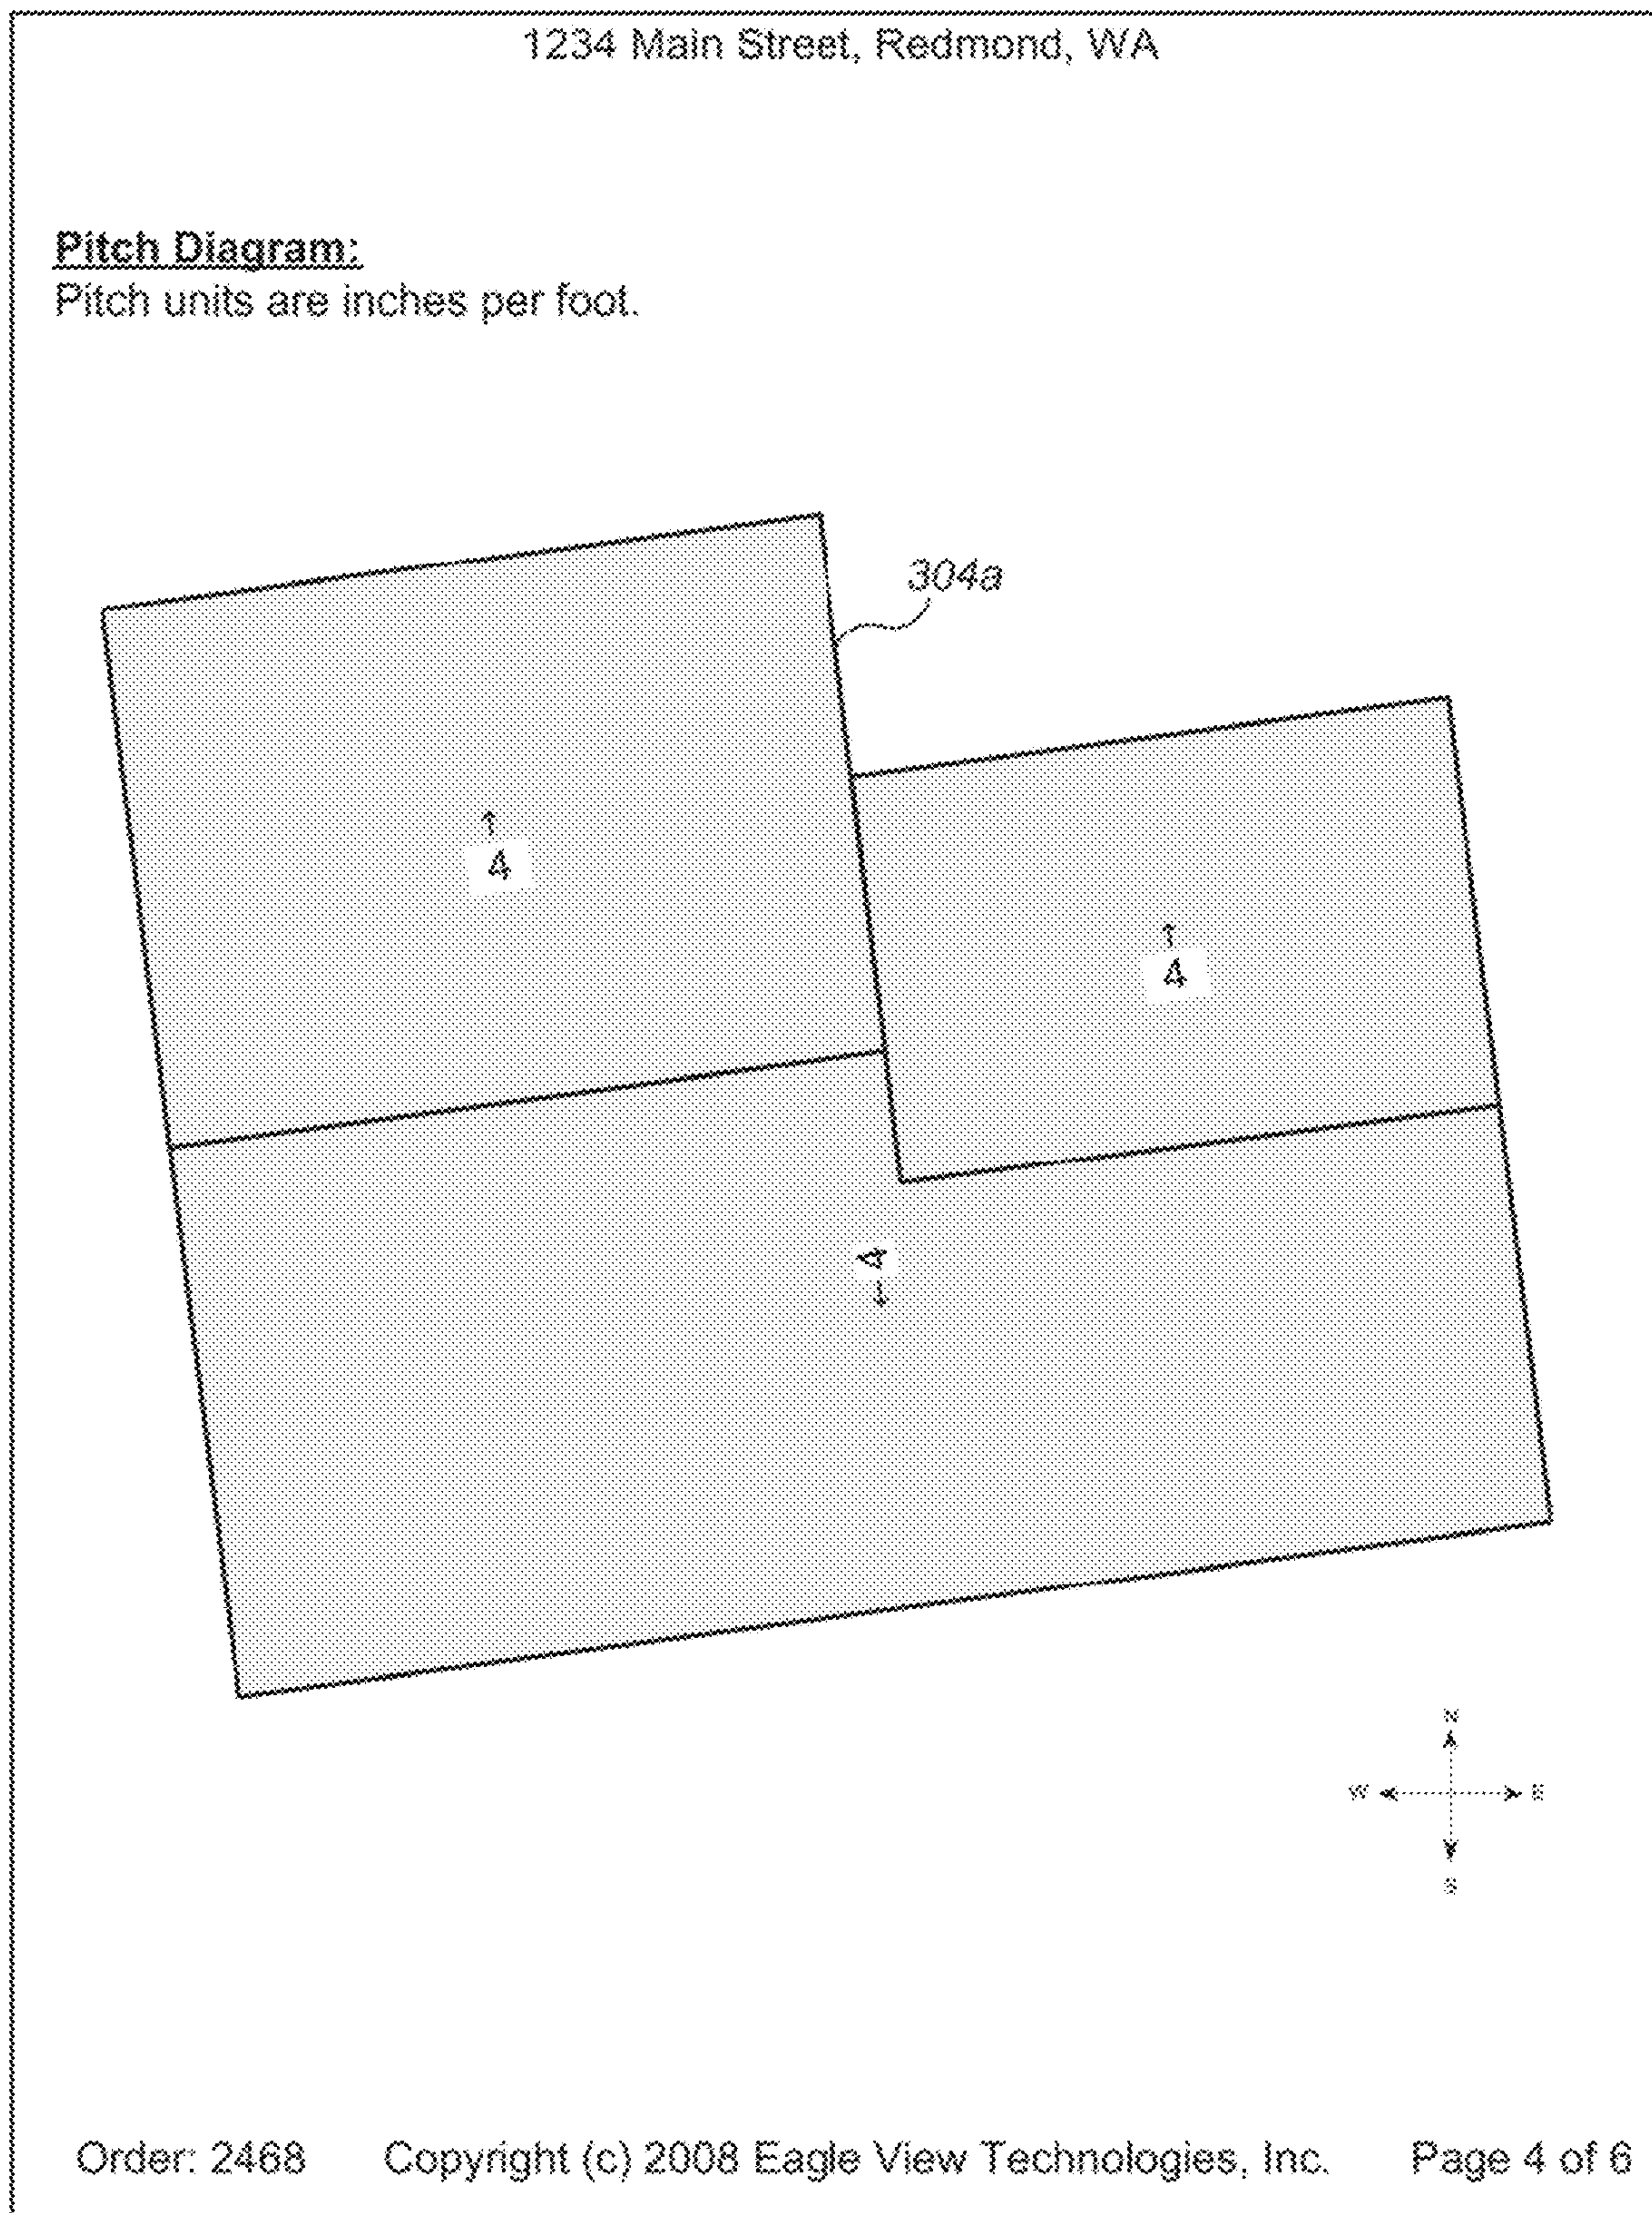 1234 Main Street, Redmond, WA
Pitch Diagram:
Pitch units are inches per foot.
304a
↑
4
↑
4
4
←
N
W E
S
Order: 2468 Copyright (c) 2008 Eagle View Technologies, Inc. Page 4 of 6